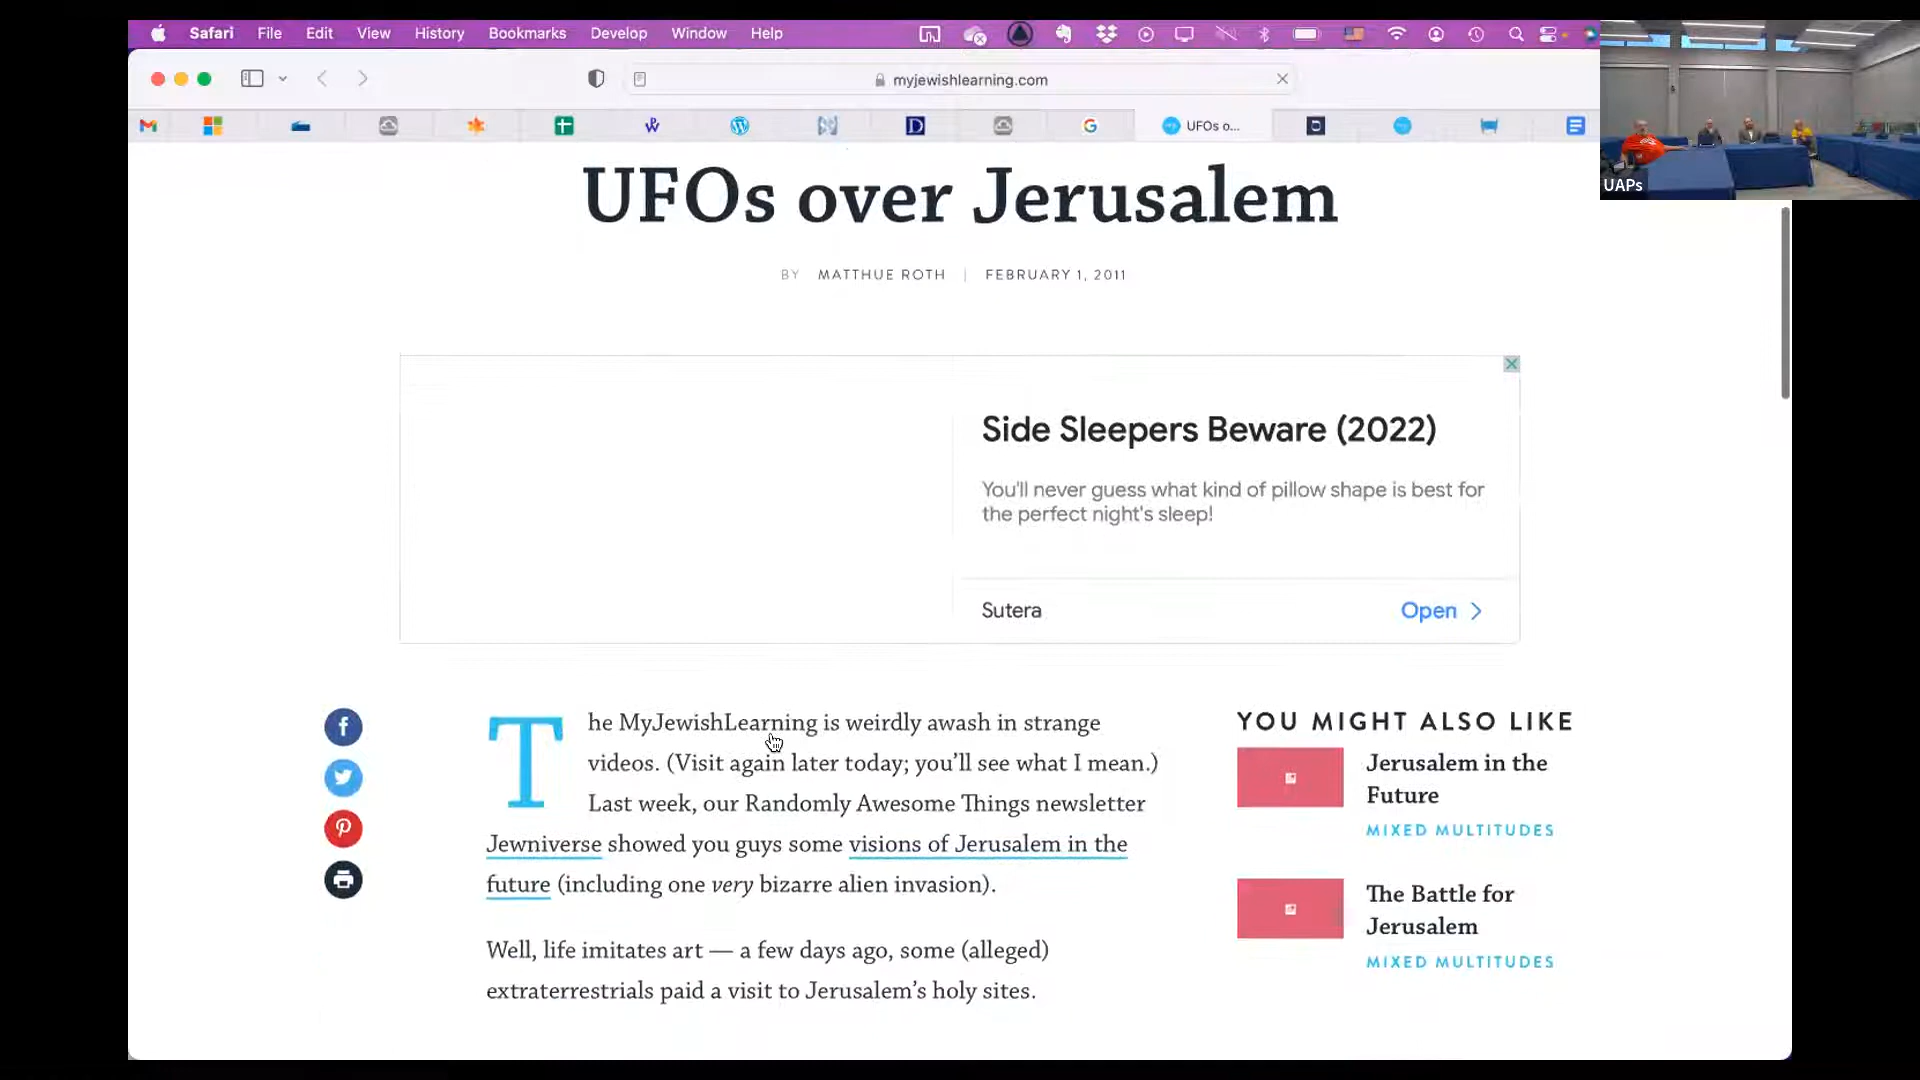 Safari File Edit View History Bookmarks Develop Window Help
myjewishlearning.com
UFOs o...
UAPs
UFOs over Jerusalem
BY MATTHUE ROTH | FEBRUARY 1, 2011
Side Sleepers Beware (2022)
You'll never guess what kind of pillow shape is best for
the perfect night's sleep!
Sutera
Open
The MyJewishLearning is weirdly awash in strange
videos. (Visit again later today; you’ll see what I mean.)
Last week, our Randomly Awesome Things newsletter
Jewniverse showed you guys some visions of Jerusalem in the
future (including one very bizarre alien invasion).
Well, life imitates art — a few days ago, some (alleged)
extraterrestrials paid a visit to Jerusalem’s holy sites.
YOU MIGHT ALSO LIKE
Jerusalem in the
Future
MIXED MULTITUDES
The Battle for
Jerusalem
MIXED MULTITUDES